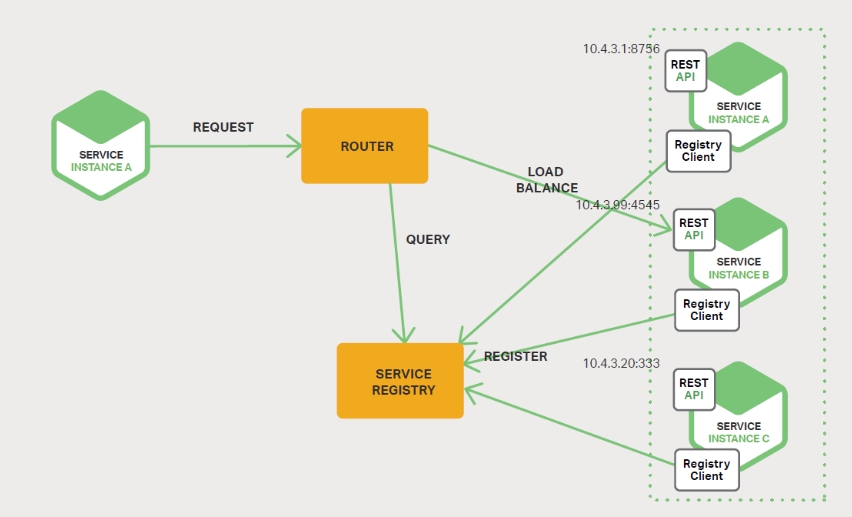 10.4.3.1:8756
REST
API
SERVICE
INSTANCE A
Registry
Client
SERVICE
INSTANCE A
REQUEST
ROUTER
LOAD
BALANCE
10.4.3.99:4545
REST
API
SERVICE
INSTANCE B
Registry
Client
QUERY
REGISTER
SERVICE
REGISTRY
10.4.3.20:333
REST
API
SERVICE
INSTANCE C
Registry
Client